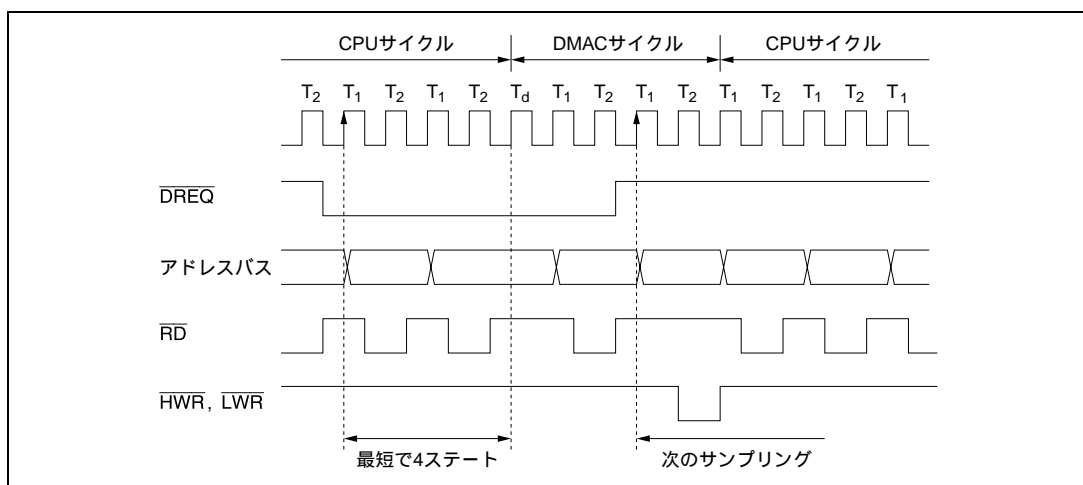 CPUサイクル DMACサイクル CPUサイクル
T2 T1 T2 T1 T2 Td T1 T2 T1 T2 T1 T2 T1 T2 T1
DREQ
アドレスバス
RD
HWR, LWR
最短で4ステート 次のサンプリング